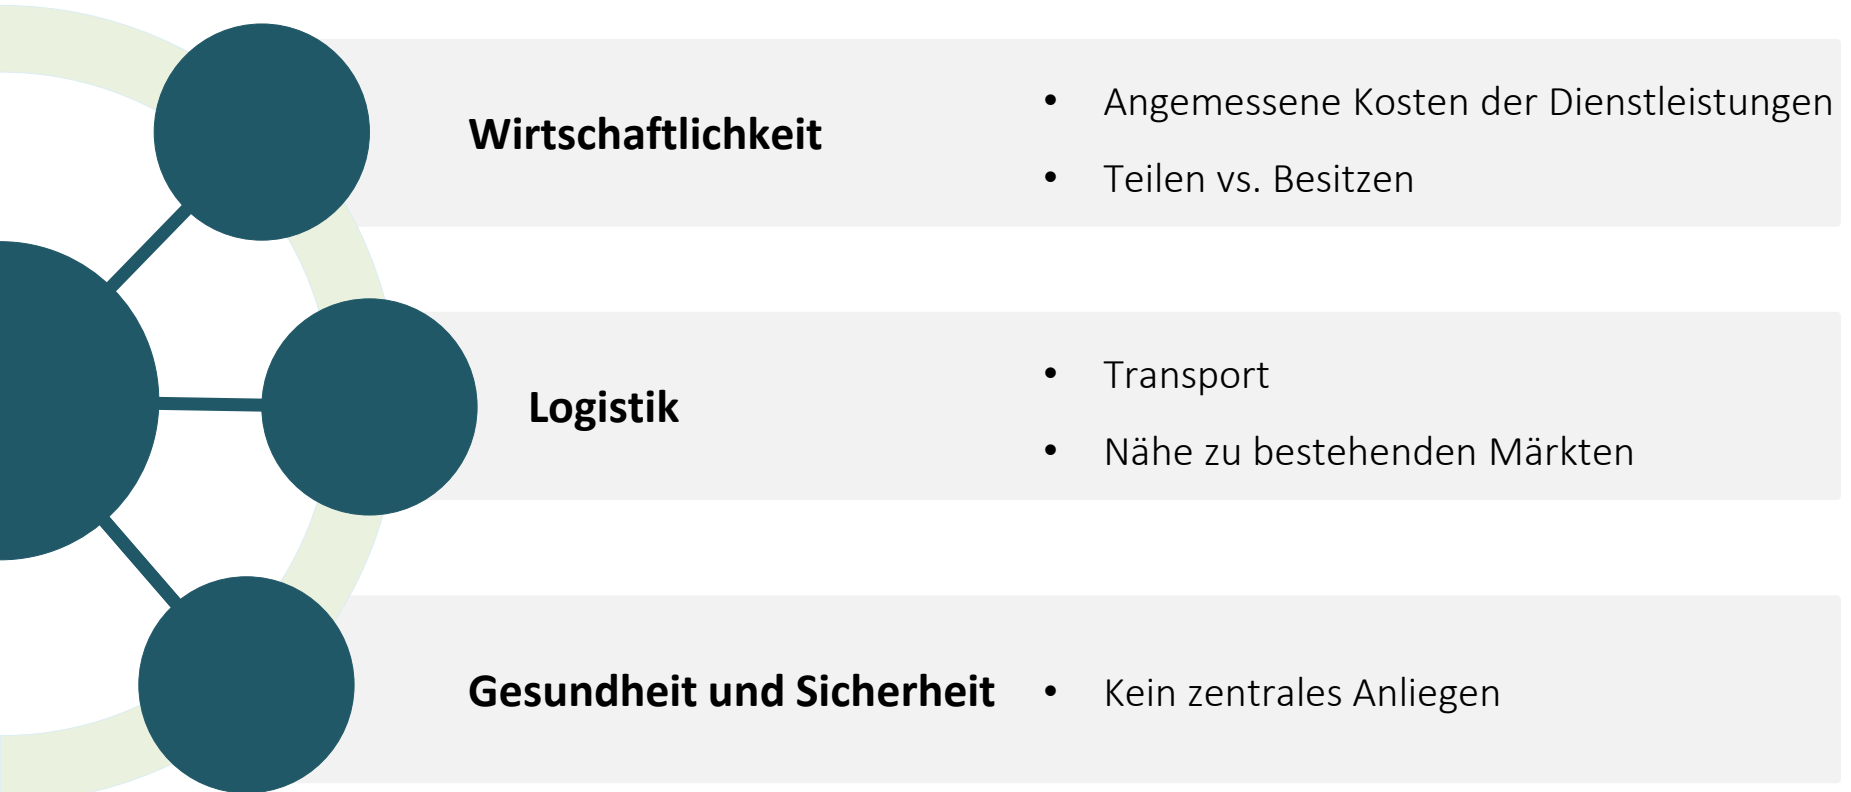 Wirtschaftlichkeit
• Angemessene Kosten der Dienstleistungen
• Teilen vs. Besitzen
Logistik
• Transport
• Nähe zu bestehenden Märkten
Gesundheit und Sicherheit
• Kein zentrales Anliegen